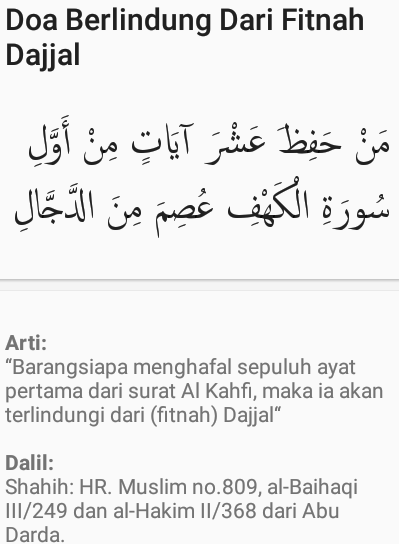 Doa Berlindung Dari Fitnah
Dajjal
مَنْ حَفِظَ عَشْرَ آيَاتٍ مِنْ أَوَّلِ
سُورَةِ الْكَهْفِ عُصِمَ مِنَ الدَّجَّالِ
Arti:
“Barangsiapa menghafal sepuluh ayat
pertama dari surat Al Kahfi, maka ia akan
terlindungi dari (fitnah) Dajjal“
Dalil:
Shahih: HR. Muslim no.809, al-Baihaqi
III/249 dan al-Hakim II/368 dari Abu
Darda.